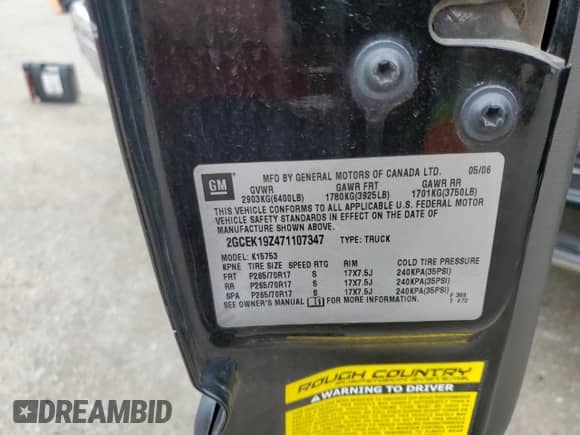 GM
MFD BY GENERAL MOTORS OF CANADA LTD. 05/06
GVWR GAWR FRT GAWR RR
2903KG(6400LB) 1780KG(3925LB) 1701KG(3750LB)
THIS VEHICLE CONFORMS TO ALL APPLICABLE U.S. FEDERAL MOTOR
VEHICLE SAFETY STANDARDS IN EFFECT ON THE DATE OF
MANUFACTURE SHOWN ABOVE.
2GCEK19Z471107347 TYPE: TRUCK
MODEL: K15753
KPNE TIRE SIZE SPEED RTG RIM COLD TIRE PRESSURE
FRT P265/70R17 S 17X7.5J 240KPA(35PSI)
RR P265/70R17 S 17X7.5J 240KPA(35PSI)
SPA P265/70R17 S 17X7.5J 240KPA(35PSI)
SEE OWNER'S MANUAL FOR MORE INFORMATION. F 369
T 272
ROUGH COUNTRY
SUSPENSION SYSTEMS
WARNING TO DRIVER
DREAMBID